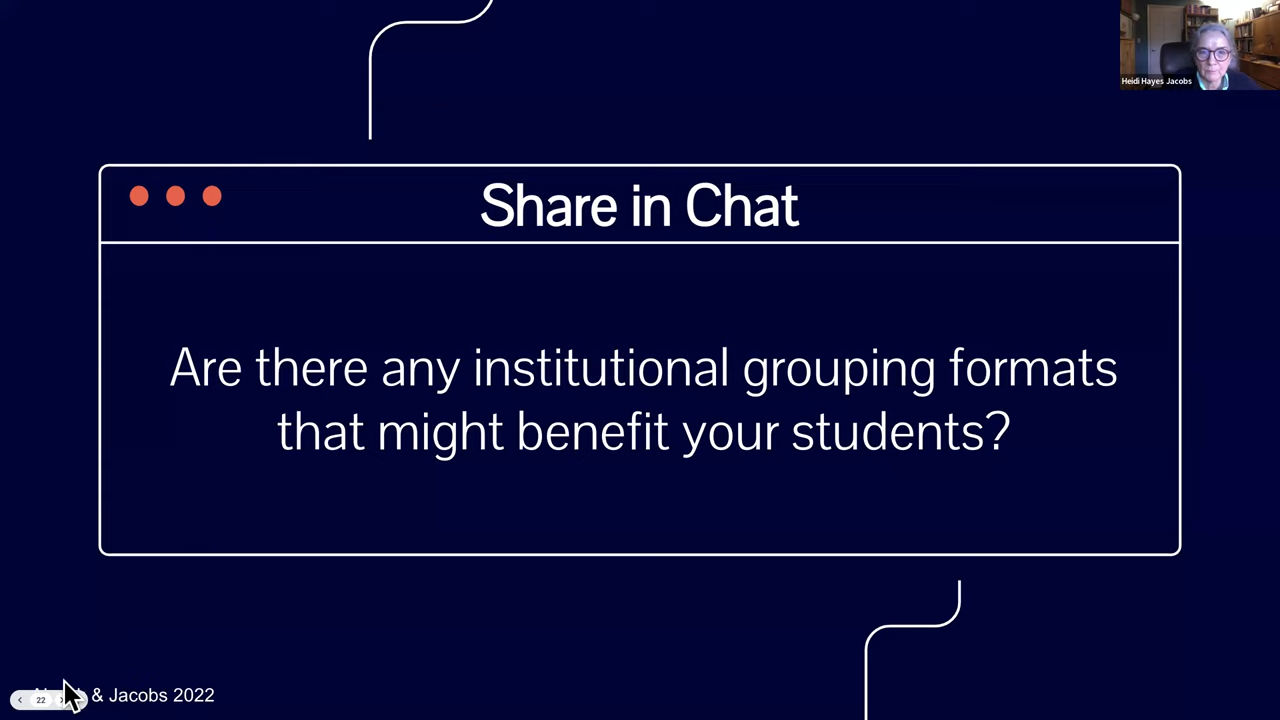 Heidi Hayes Jacobs
Share in Chat
Are there any institutional grouping formats
that might benefit your students?
& Jacobs 2022
22